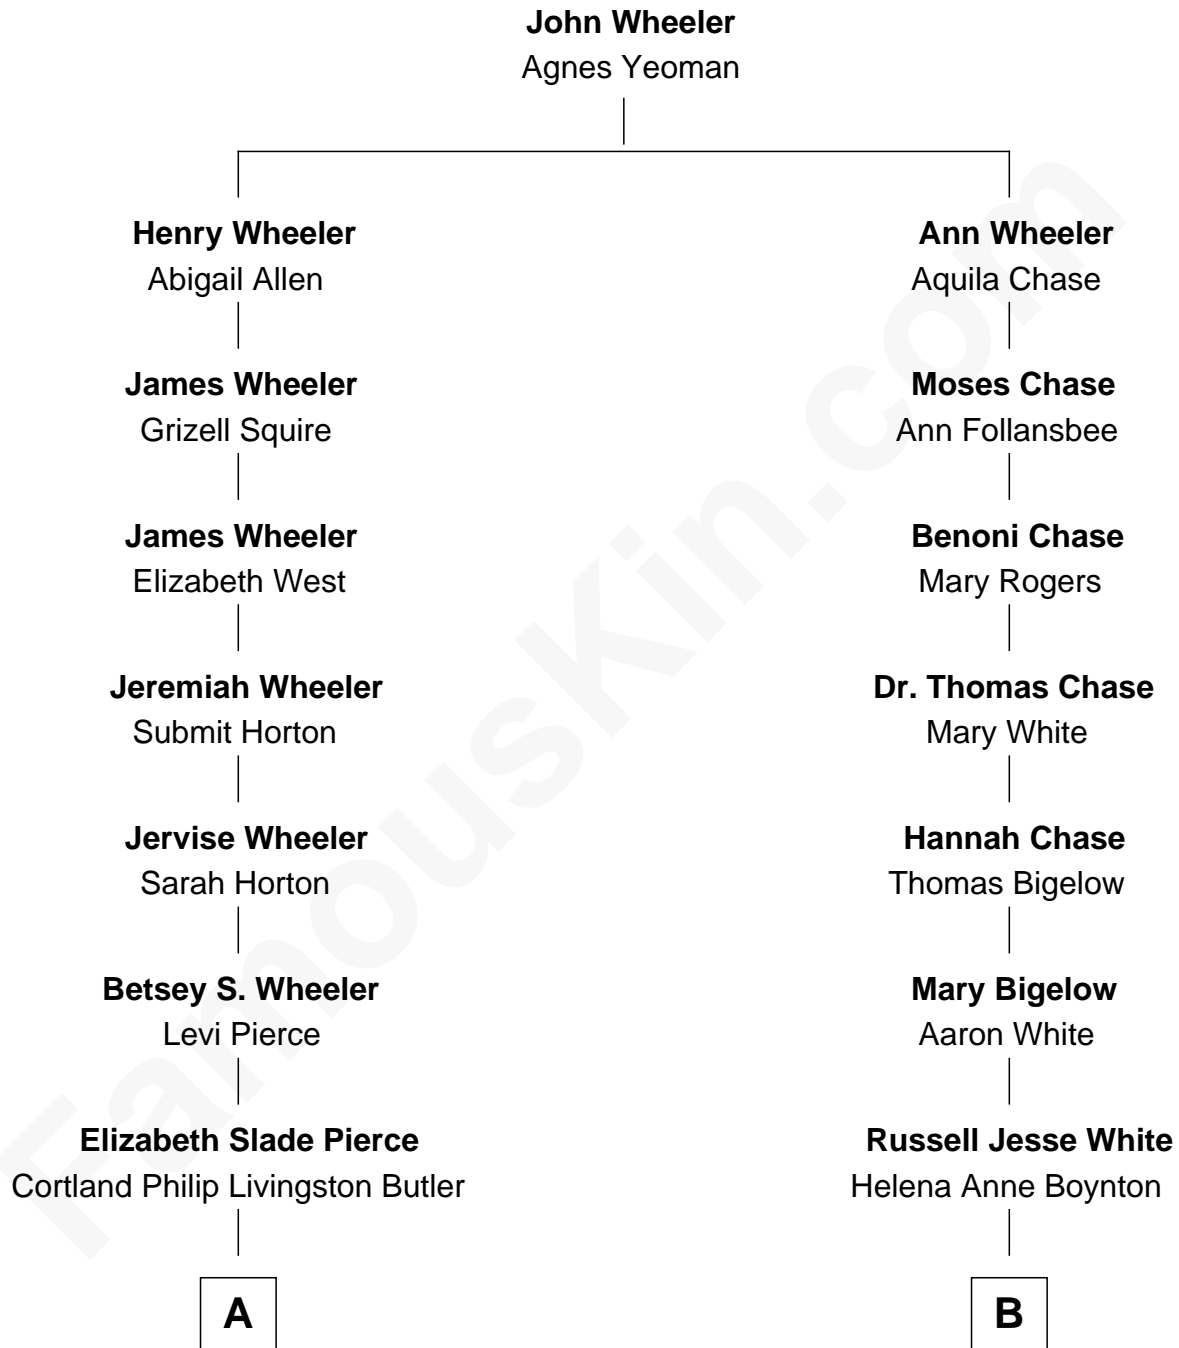 John Wheeler
Agnes Yeoman
Henry Wheeler
Abigail Allen
James Wheeler
Grizell Squire
James Wheeler
Elizabeth West
Jeremiah Wheeler
Submit Horton
Jervise Wheeler
Sarah Horton
Betsey S. Wheeler
Levi Pierce
Elizabeth Slade Pierce
Cortland Philip Livingston Butler
A
Ann Wheeler
Aquila Chase
Moses Chase
Ann Follansbee
Benoni Chase
Mary Rogers
Dr. Thomas Chase
Mary White
Hannah Chase
Thomas Bigelow
Mary Bigelow
Aaron White
Russell Jesse White
Helena Anne Boynton
B
FamousKin.com